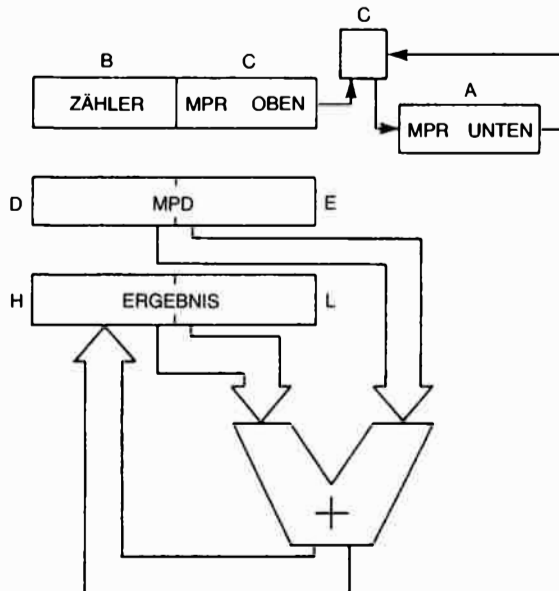 C
B C
ZÄHLER MPR OBEN
A
MPR UNTEN
D MPD E
H ERGEBNIS L
+